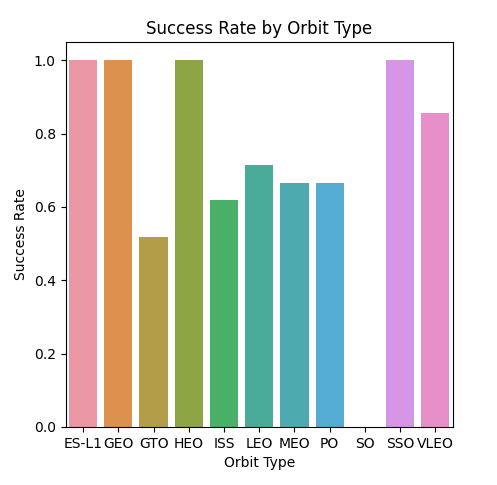 Success Rate by Orbit Type
Success Rate
1.0
0.8
0.6
0.4
0.2
0.0
ES-L1 GEO GTO HEO ISS LEO MEO PO SO SSO VLEO
Orbit Type